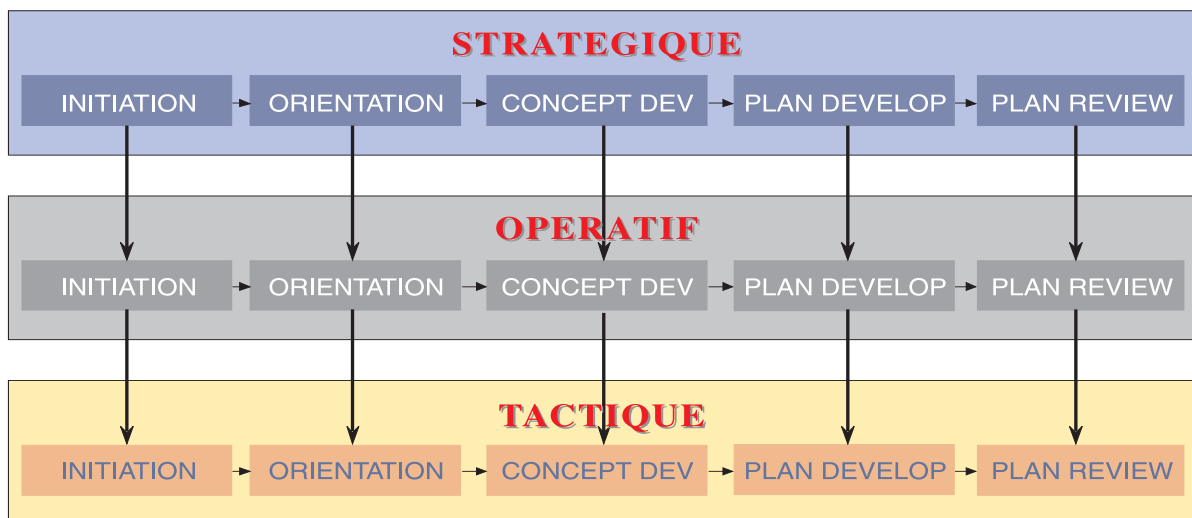 STRATEGIQUE
INITIATION ORIENTATION CONCEPT DEV PLAN DEVELOP PLAN REVIEW
OPERATIF
INITIATION ORIENTATION CONCEPT DEV PLAN DEVELOP PLAN REVIEW
TACTIQUE
INITIATION ORIENTATION CONCEPT DEV PLAN DEVELOP PLAN REVIEW